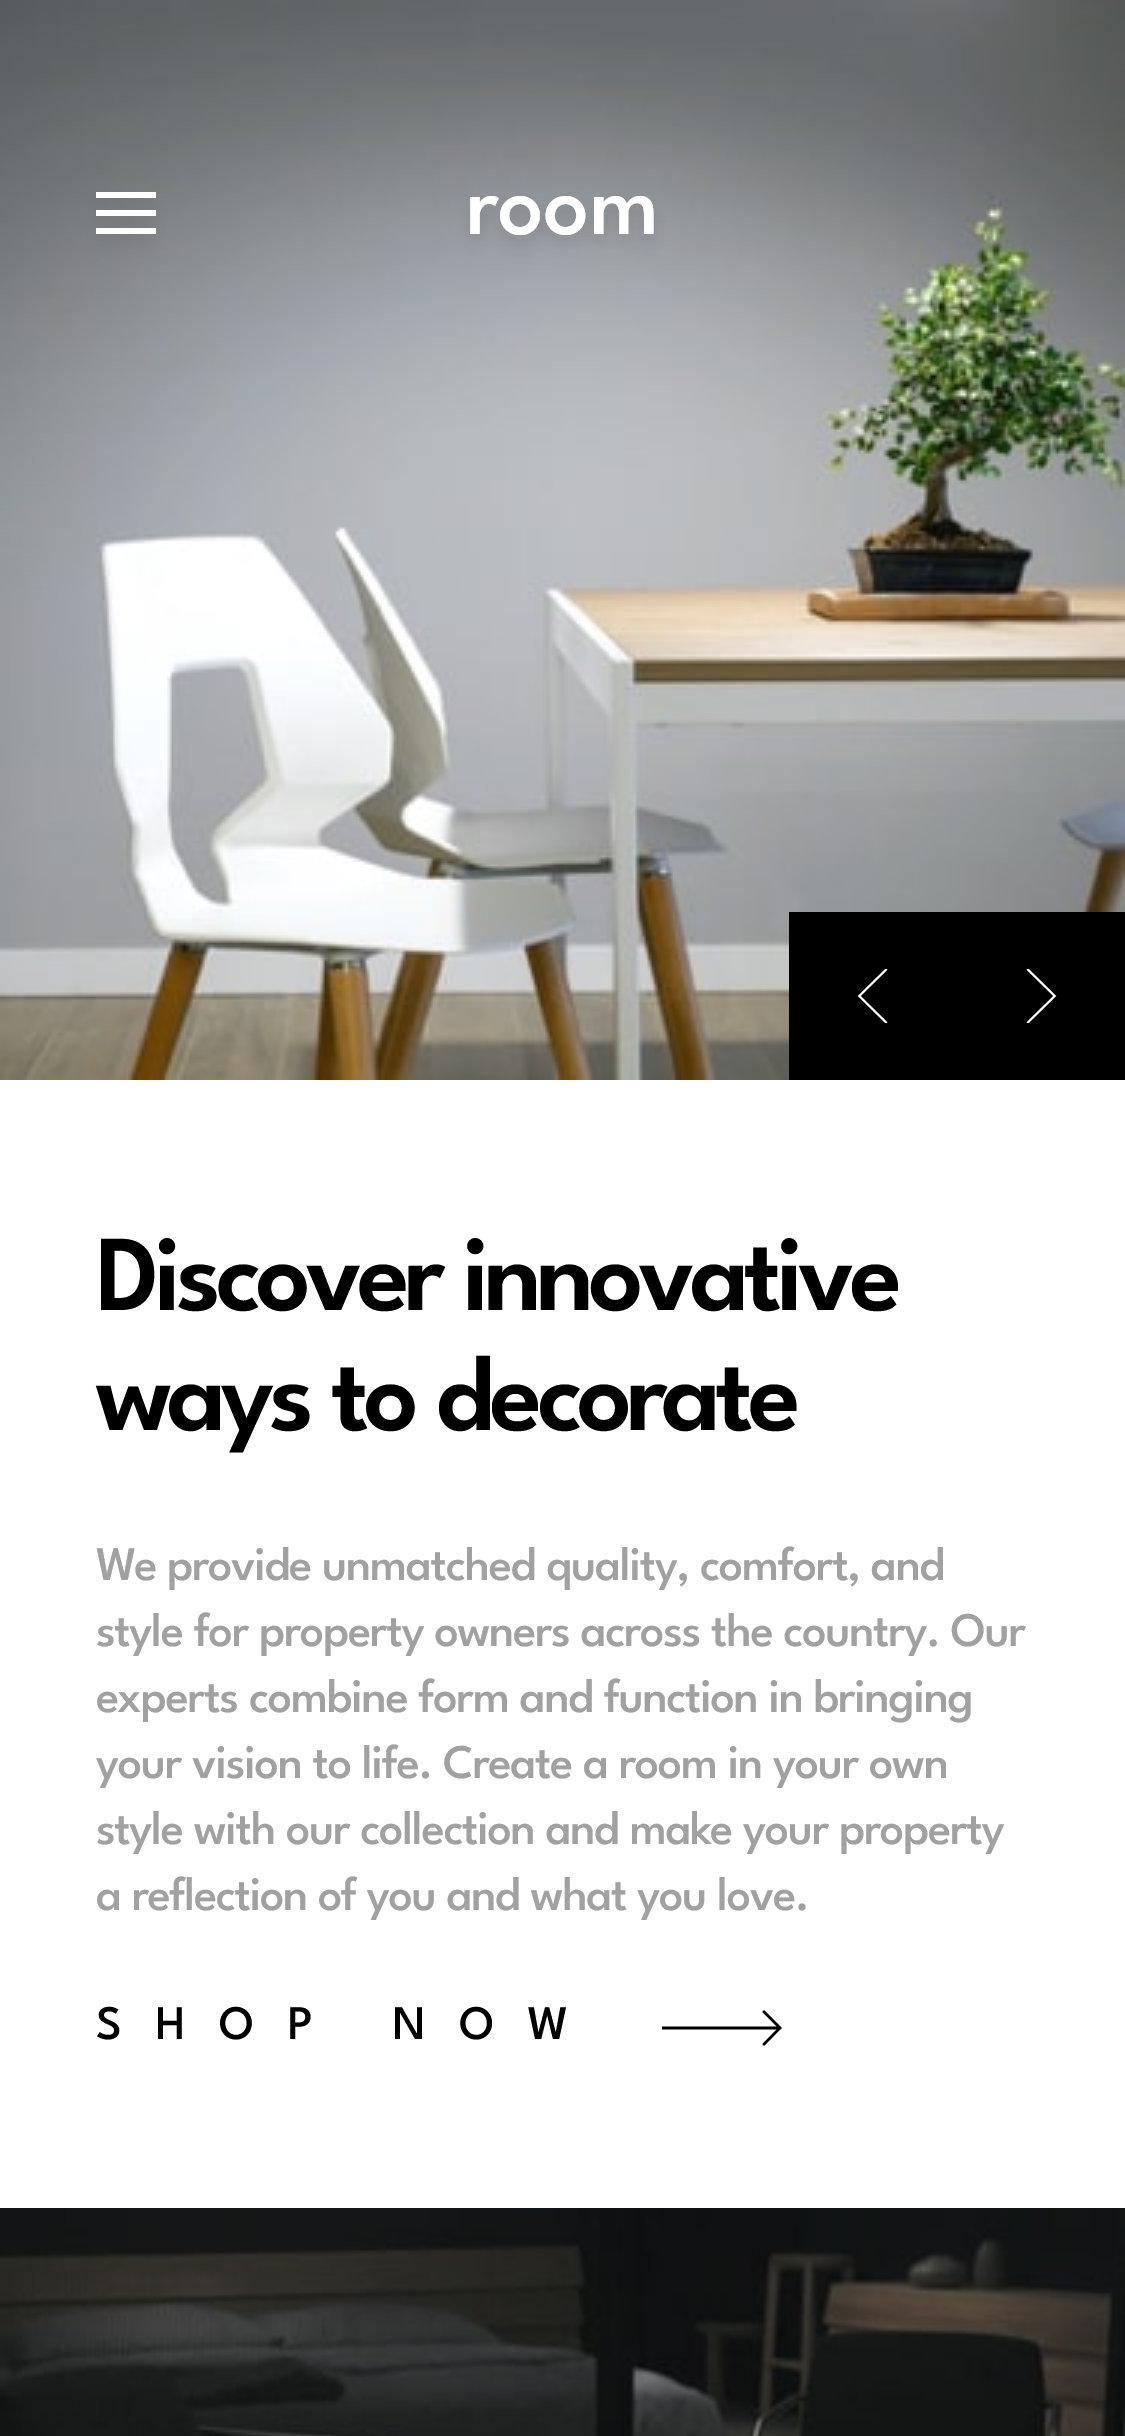 room
Discover innovative
ways to decorate
We provide unmatched quality, comfort, and
style for property owners across the country. Our
experts combine form and function in bringing
your vision to life. Create a room in your own
style with our collection and make your property
a reflection of you and what you love.
SHOP NOW